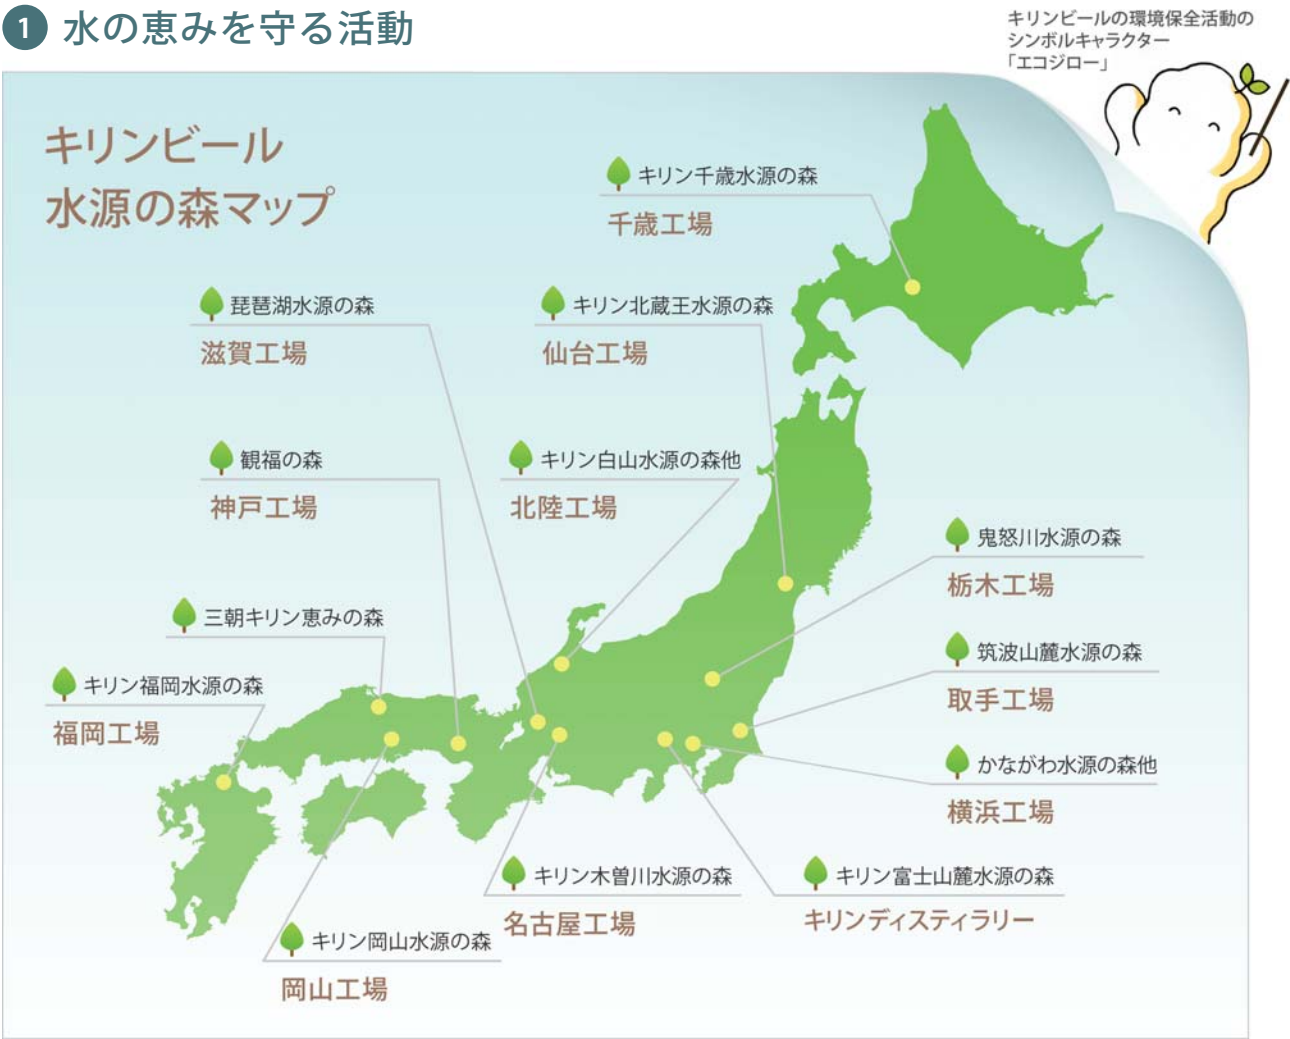 1 水の恵みを守る活動
キリンビールの環境保全活動の
シンボルキャラクター
「エコジロー」
キリンビール
水源の森マップ
キリン千歳水源の森
千歳工場
琵琶湖水源の森
滋賀工場
キリン北蔵王水源の森
仙台工場
観福の森
神戸工場
キリン白山水源の森他
北陸工場
鬼怒川水源の森
栃木工場
三朝キリン恵みの森
筑波山麓水源の森
取手工場
キリン福岡水源の森
福岡工場
かながわ水源の森他
横浜工場
キリン木曽川水源の森
名古屋工場
キリン富士山麓水源の森
キリンディスティラリー
キリン岡山水源の森
岡山工場